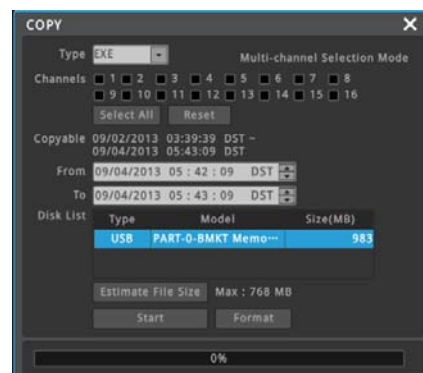 COPY
Type EXE Multi-channel Selection Mode
Channels 1 2 3 4 5 6 7 8
9 10 11 12 13 14 15 16
Select All Reset
Copyable 09/02/2013 03:39:39 DST ~
09/04/2013 05:43:09 DST
From 09/04/2013 05 : 42 : 09 DST
To 09/04/2013 05 : 43 : 09 DST
Disk List Type Model Size(MB)
USB PART-0-BMKT Memo··· 983
Estimate File Size Max : 768 MB
Start Format
0%